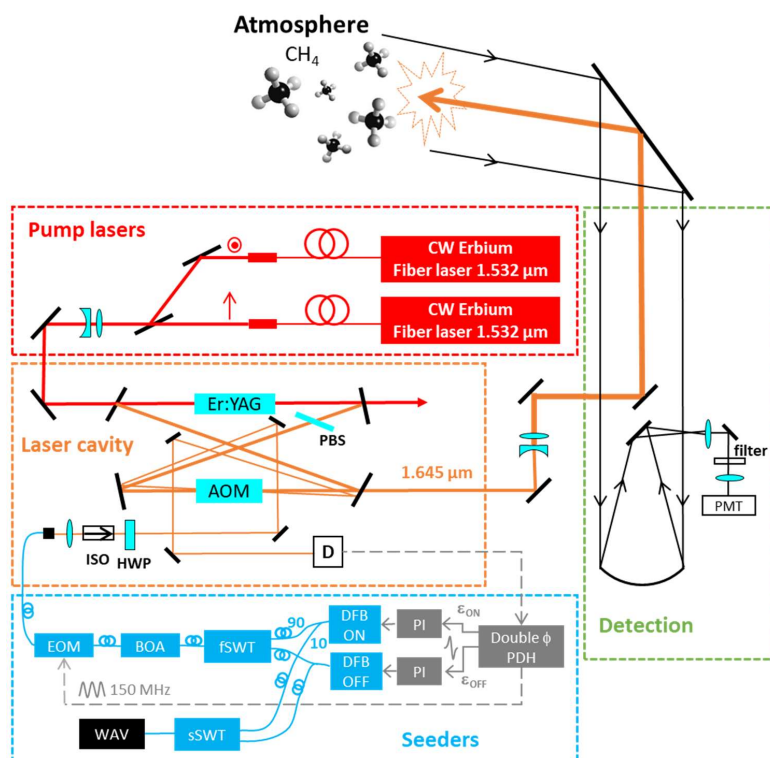 Atmosphere
CH4
Pump lasers
CW Erbium
Fiber laser 1.532 µm
CW Erbium
Fiber laser 1.532 µm
Er:YAG
PBS
Laser cavity
AOM
1.645 µm
ISO
HWP
D
filter
PMT
Detection
90
10
DFB
ON
PI
εON
EOM
BOA
fSWT
DFB
OFF
PI
εOFF
Double ϕ
PDH
150 MHz
WAV
sSWT
Seeders